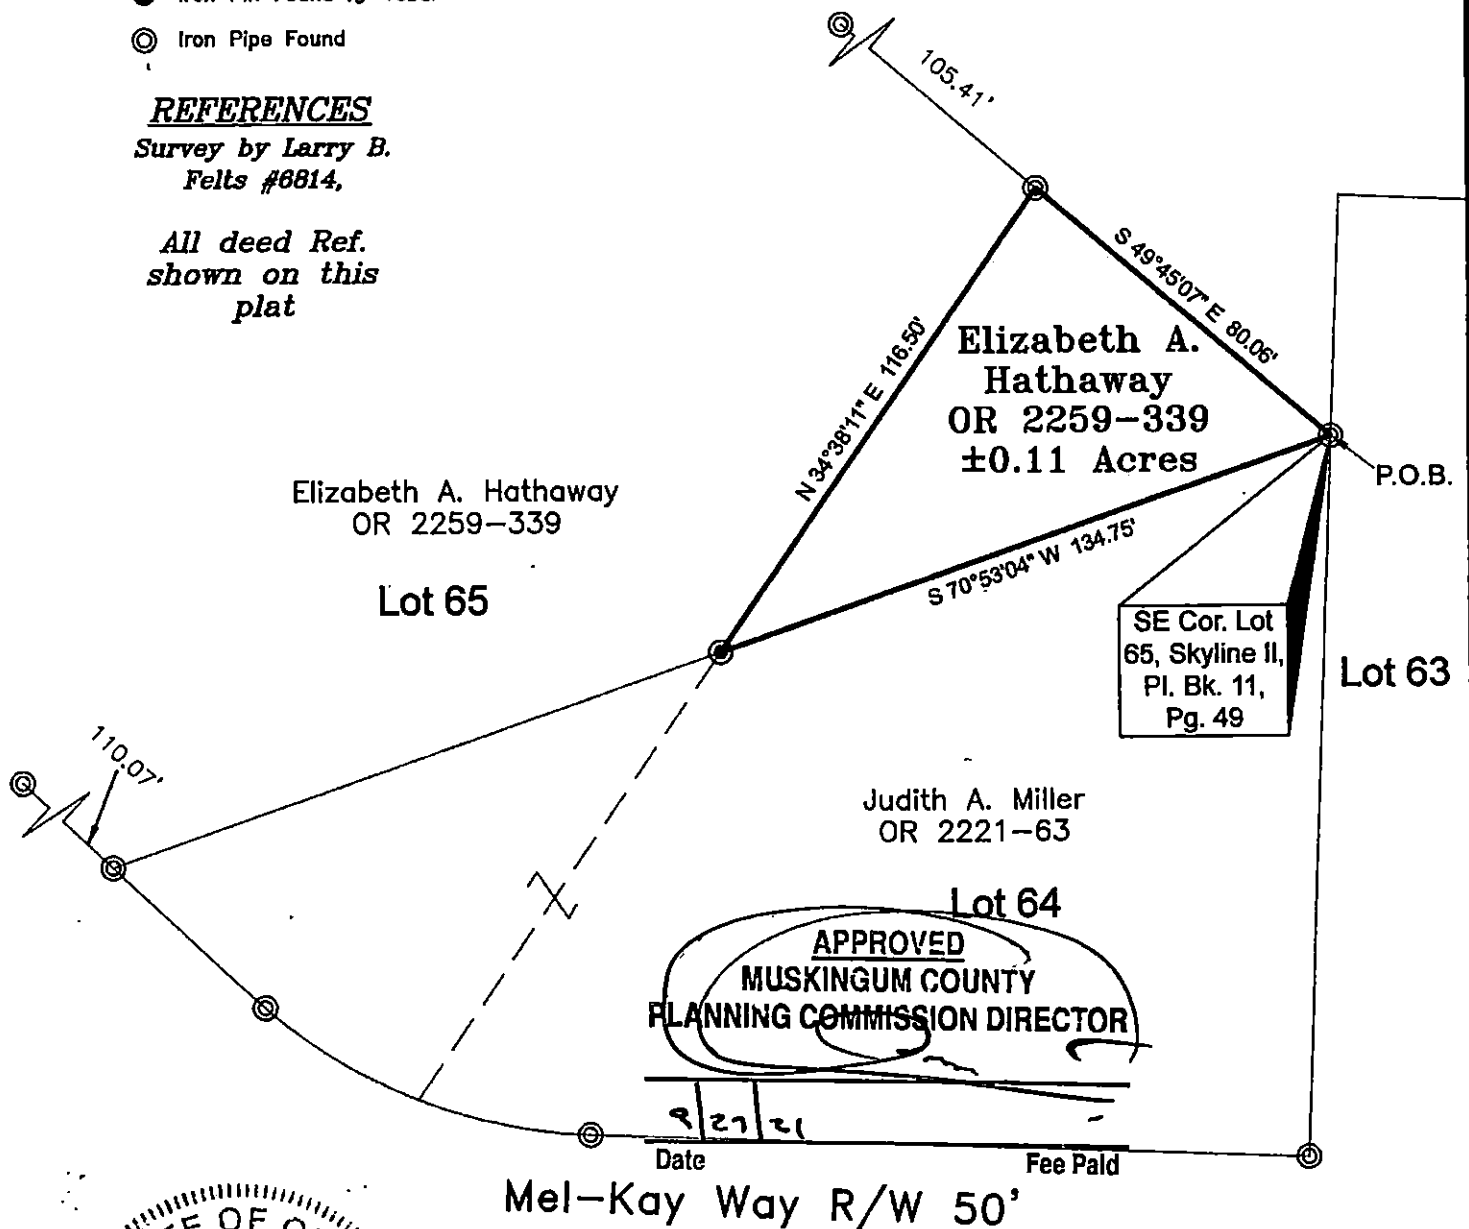 Iron Pipe Found
REFERENCES
Survey by Larry B.
Felts #6814,
All deed Ref.
shown on this
plat
105.41'
S 49°45'07" E 80.06'
N 34°38'11" E 116.50'
Elizabeth A.
Hathaway
OR 2259-339
±0.11 Acres
P.O.B.
S 70°53'04" W 134.75'
Elizabeth A. Hathaway
OR 2259-339
Lot 65
SE Cor. Lot
65, Skyline II,
Pl. Bk. 11,
Pg. 49
Lot 63
110.07'
Judith A. Miller
OR 2221-63
Lot 64
APPROVED
MUSKINGUM COUNTY
PLANNING COMMISSION DIRECTOR
27 21
Date
Fee Paid
Mel-Kay Way R/W 50'
OF